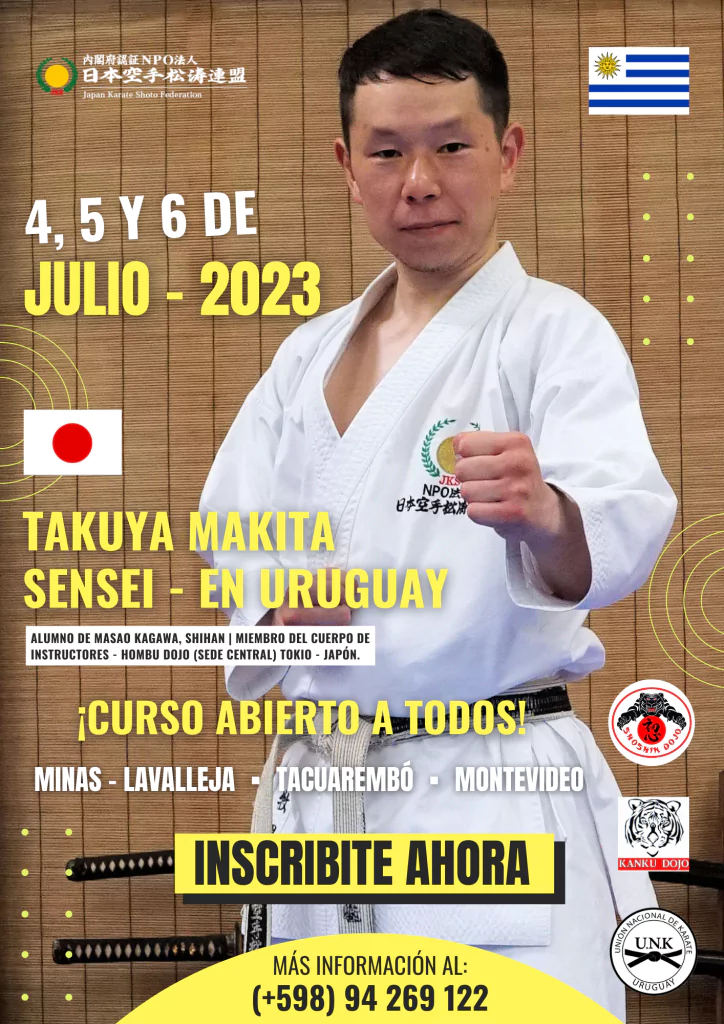 内閣府認証NPO法人
日本空手松涛連盟
Japan Karate Shoto Federation
4, 5 Y 6 DE
JULIO - 2023
JKS
NPO法
日本空手松涛
TAKUYA MAKITA
SENSEI - EN URUGUAY
ALUMNO DE MASAO KAGAWA, SHIHAN | MIEMBRO DEL CUERPO DE
INSTRUCTORES - HOMBU DOJO (SEDE CENTRAL) TOKIO - JAPÓN.
¡CURSO ABIERTO A TODOS!
MINAS - LAVALLEJA ▪ TACUAREMBÓ ▪ MONTEVIDEO
忍
SHOSHIN DOJO
INSCRIBITE AHORA
KANKU DOJO
UNIÓN NACIONAL DE KARATE
U.N.K
URUGUAY
MÁS INFORMACIÓN AL:
(+598) 94 269 122